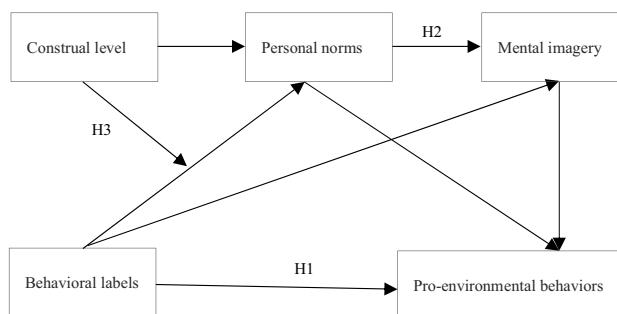 Construal level
Personal norms
H2
Mental imagery
H3
Behavioral labels
H1
Pro-environmental behaviors